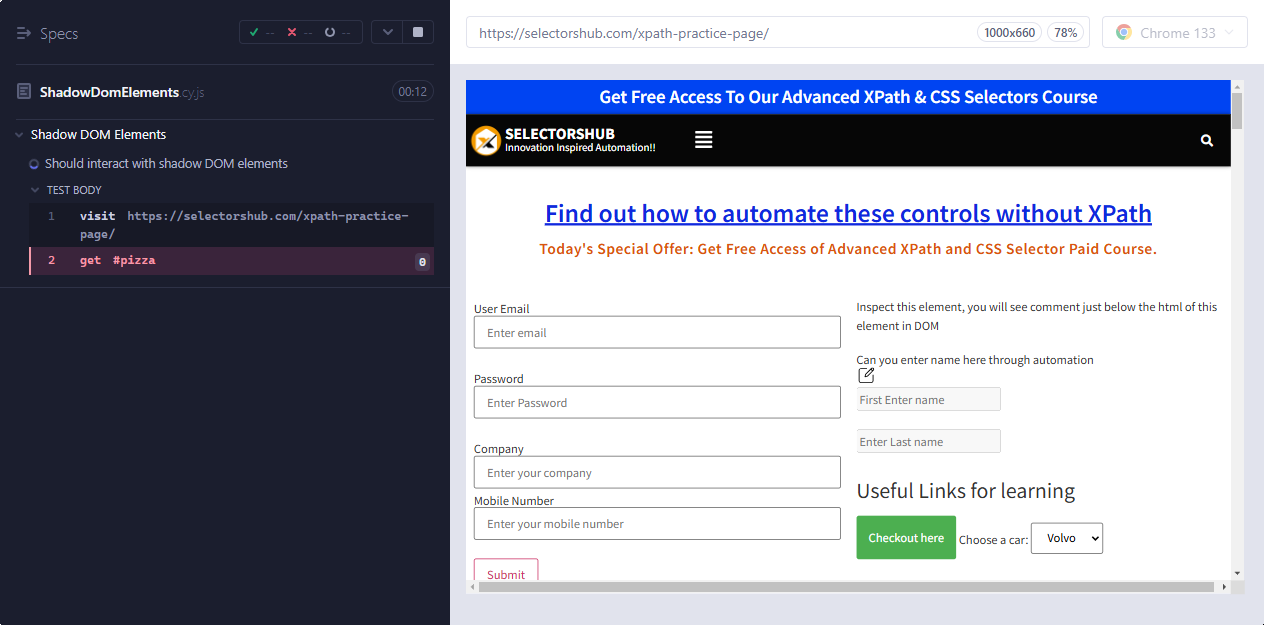 Specs
-- -- --
ShadowDomElements.cy.js
00:12
Shadow DOM Elements
Should interact with shadow DOM elements
TEST BODY
1 visit https://selectorshub.com/xpath-practice-
page/
2 get #pizza 0
https://selectorshub.com/xpath-practice-page/
1000x660
78%
Chrome 133
Get Free Access To Our Advanced XPath & CSS Selectors Course
SELECTORSHUB
Innovation Inspired Automation!!
Find out how to automate these controls without XPath
Today's Special Offer: Get Free Access of Advanced XPath and CSS Selector Paid Course.
User Email
Enter email
Password
Enter Password
Company
Enter your company
Mobile Number
Enter your mobile number
Submit
Inspect this element, you will see comment just below the html of this
element in DOM
Can you enter name here through automation
First Enter name
Enter Last name
Useful Links for learning
Checkout here
Choose a car:
Volvo